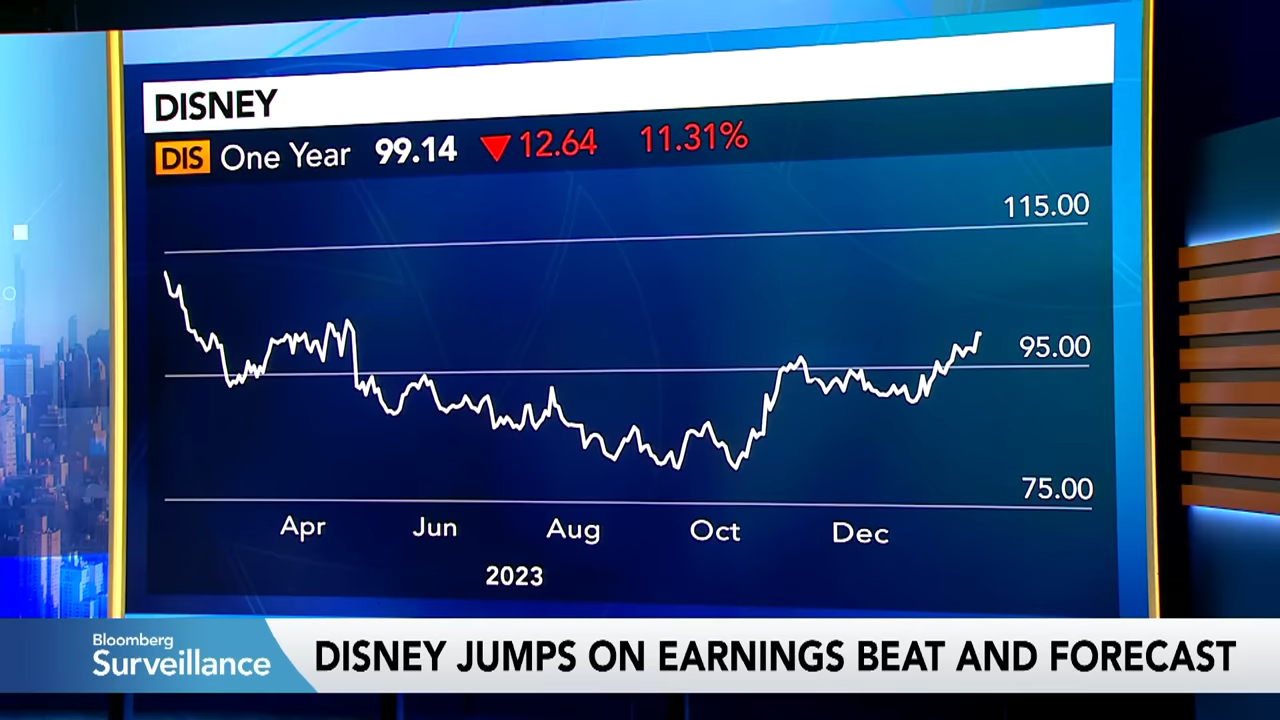 DISNEY
DIS One Year 99.14 ▼12.64 11.31%
115.00
95.00
75.00
Apr Jun Aug Oct Dec
2023
Bloomberg
Surveillance
DISNEY JUMPS ON EARNINGS BEAT AND FORECAST